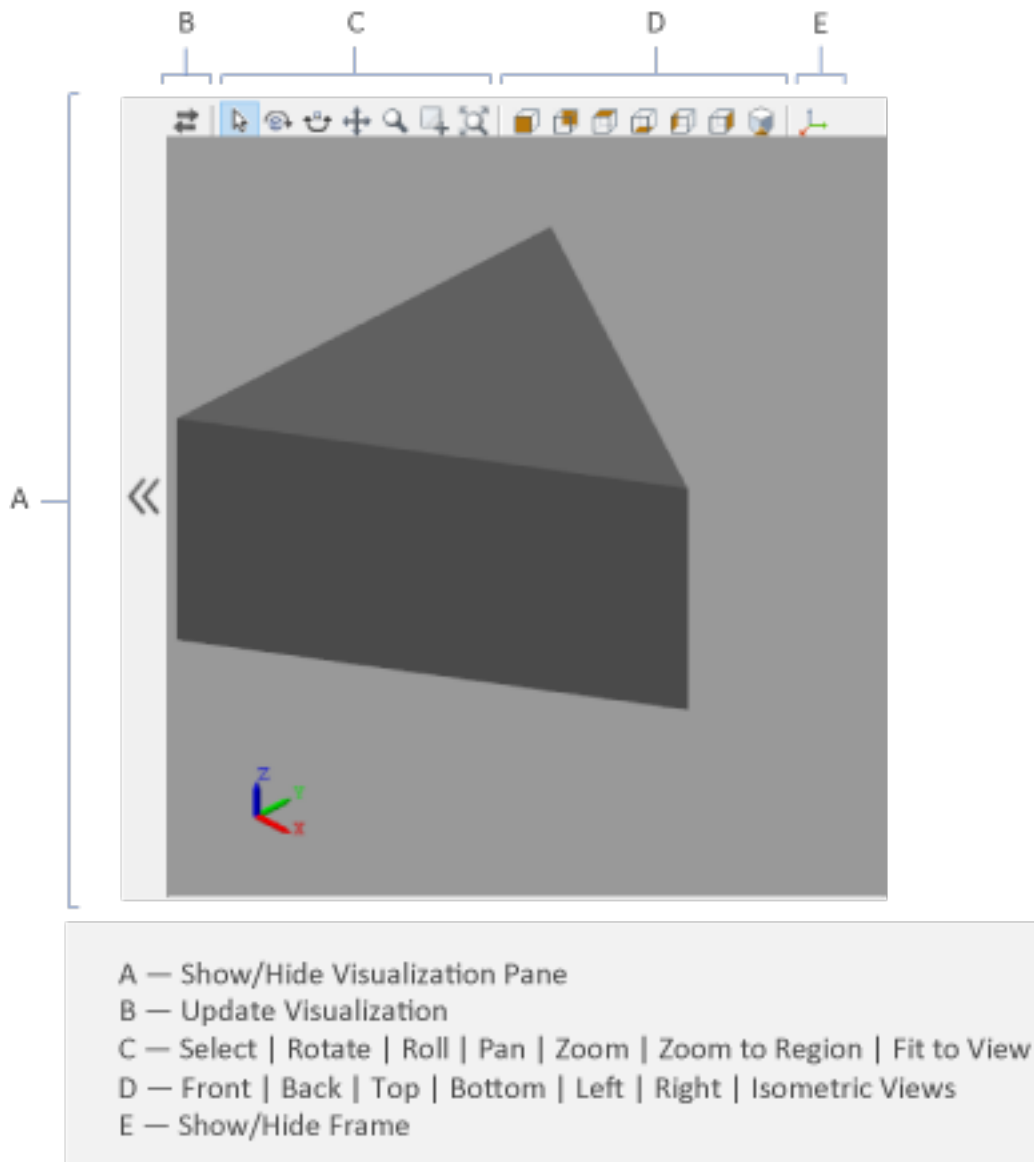 B C D E
A
Z
Y
X
A — Show/Hide Visualization Pane
B — Update Visualization
C — Select | Rotate | Roll | Pan | Zoom | Zoom to Region | Fit to View
D — Front | Back | Top | Bottom | Left | Right | Isometric Views
E — Show/Hide Frame